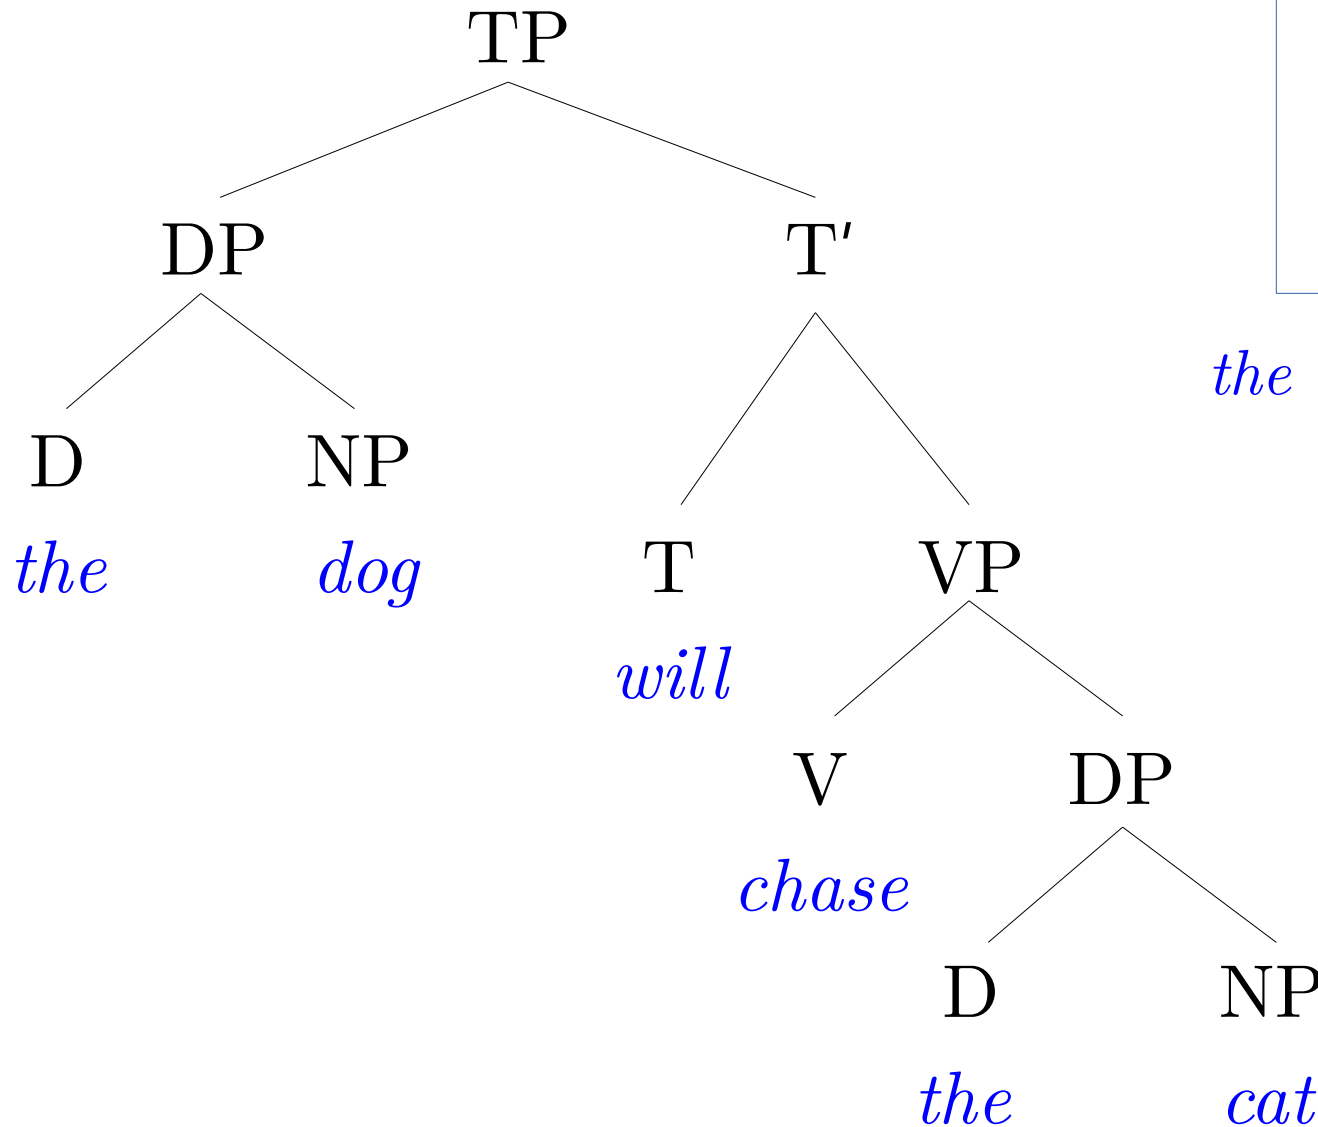 TP
DP T′
the
D NP
the dog T VP
will
V DP
chase
D NP
the cat